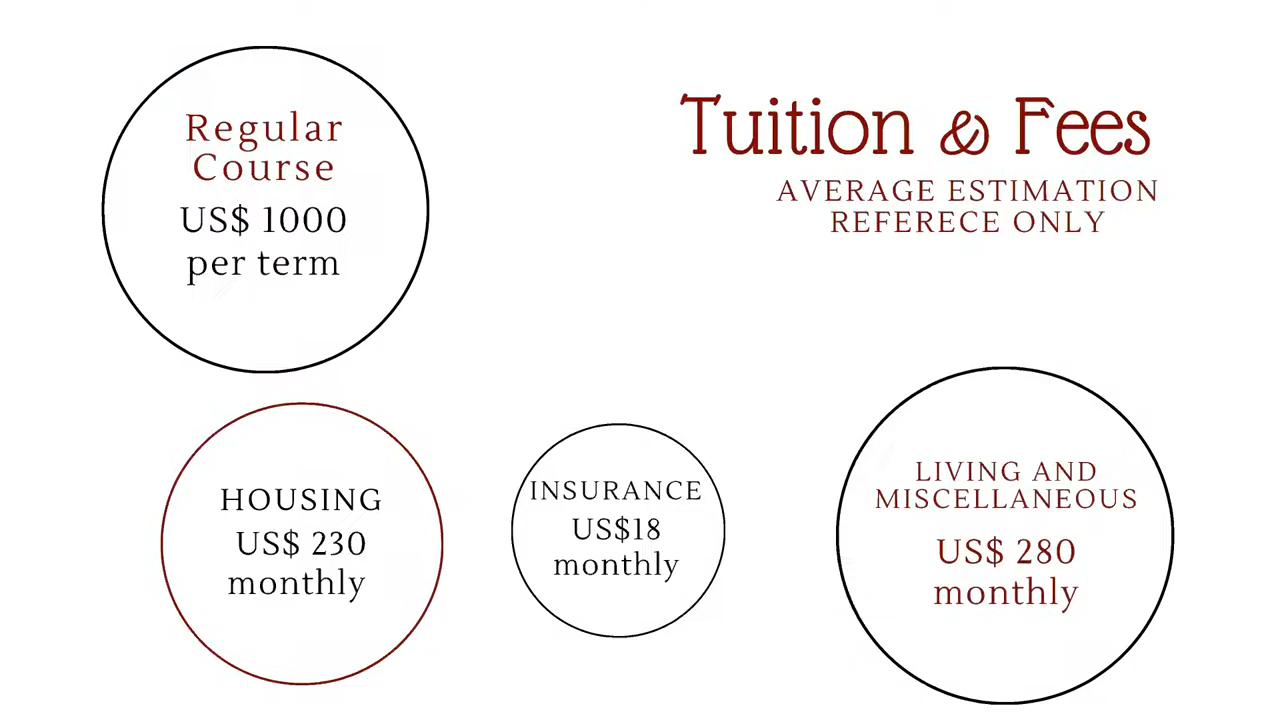 Tuition & Fees
AVERAGE ESTIMATION
REFERECE ONLY
Regular
Course
US$ 1000
per term
HOUSING
US$ 230
monthly
INSURANCE
US$18
monthly
LIVING AND
MISCELLANEOUS
US$ 280
monthly